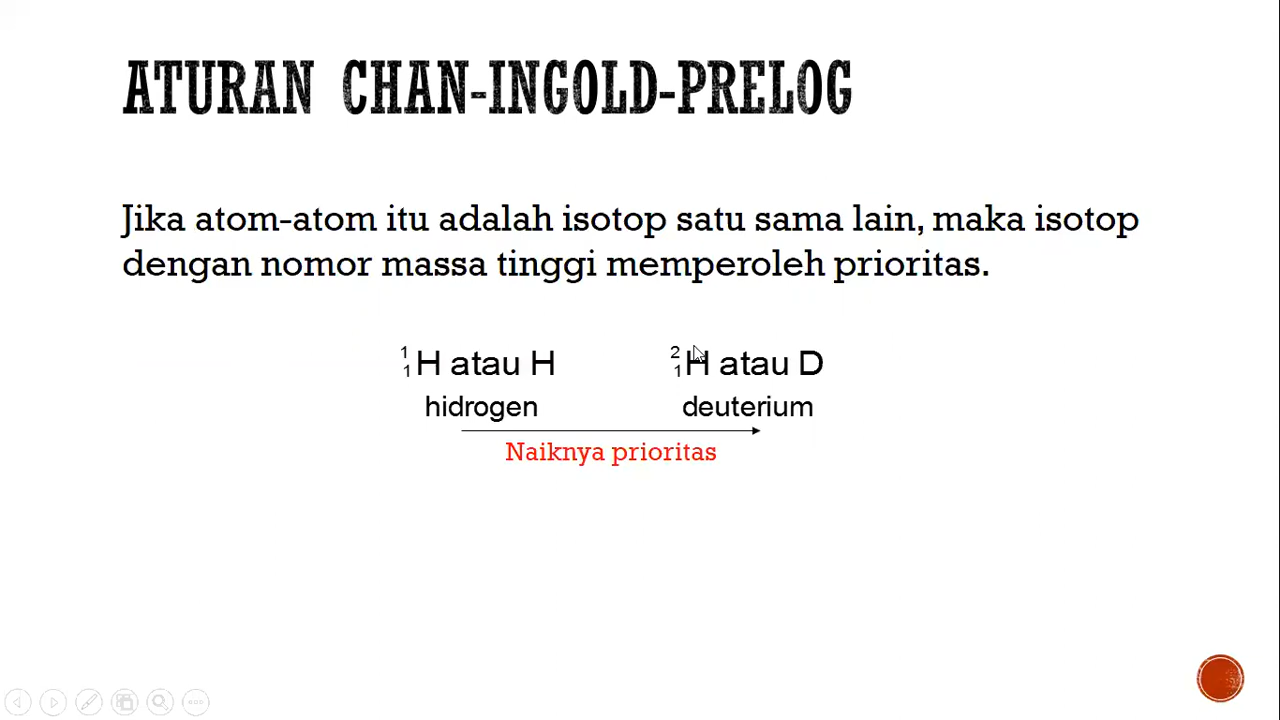 ATURAN CHAN-INGOLD-PRELOG
Jika atom-atom itu adalah isotop satu sama lain, maka isotop
dengan nomor massa tinggi memperoleh prioritas.
¹₁H atau H ²₁H atau D
hidrogen deuterium
Naiknya prioritas